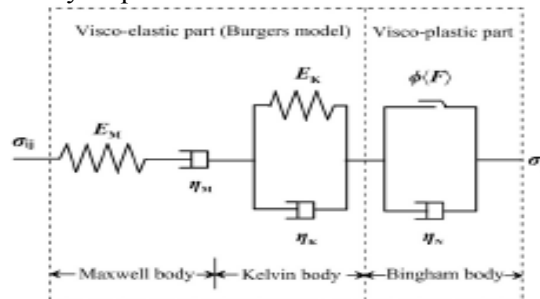 Visco-elastic part (Burgers model) Visco-plastic part
E_K ϕ⟨F⟩
σ_ij E_M σ
η_M
η_K η_N
Maxwell body Kelvin body Bingham body